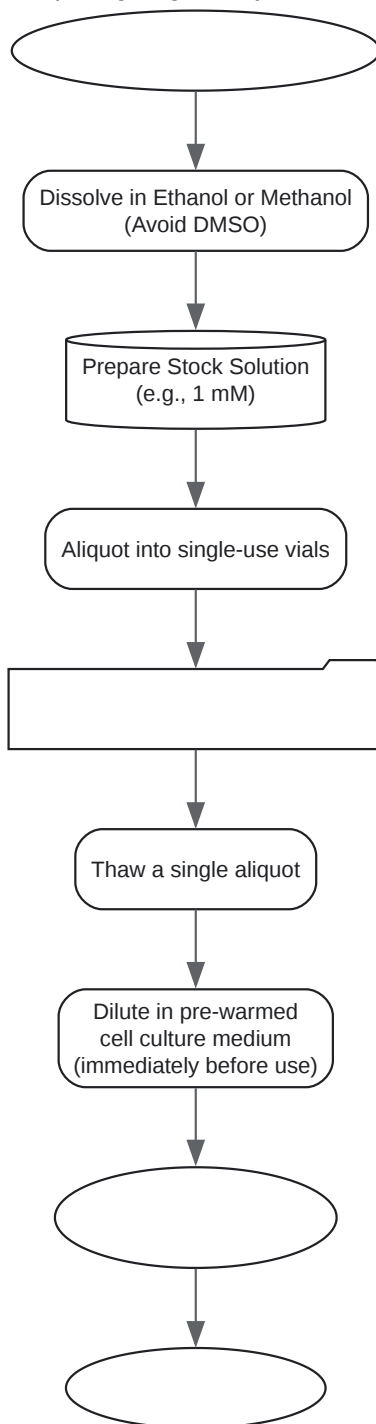 Dissolve in Ethanol or Methanol
(Avoid DMSO)
Prepare Stock Solution
(e.g., 1 mM)
Aliquot into single-use vials
Thaw a single aliquot
Dilute in pre-warmed
cell culture medium
(immediately before use)